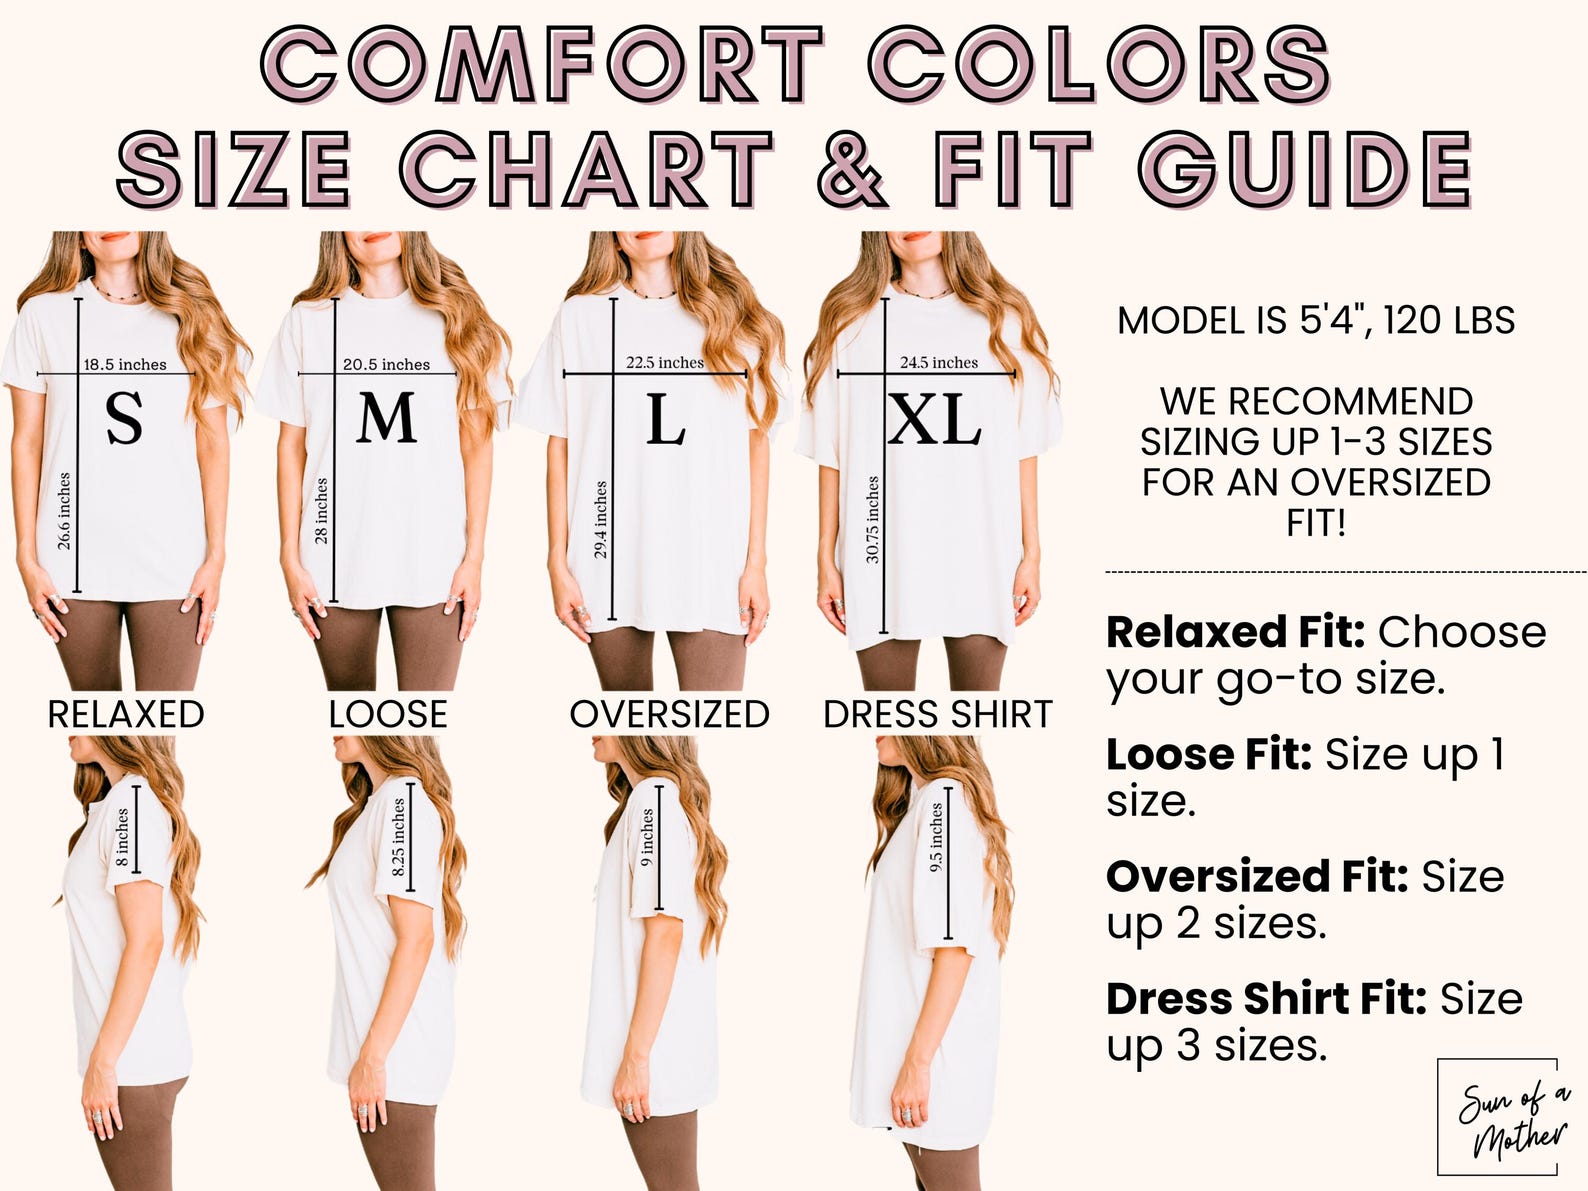 COMFORT COLORS
SIZE CHART & FIT GUIDE
18.5 inches
S
26.6 inches
20.5 inches
M
28 inches
22.5 inches
L
29.4 inches
24.5 inches
XL
30.75 inches
RELAXED
LOOSE
OVERSIZED
DRESS SHIRT
8 inches
8.25 inches
9 inches
9.5 inches
MODEL IS 5'4", 120 LBS
WE RECOMMEND
SIZING UP 1-3 SIZES
FOR AN OVERSIZED
FIT!
Relaxed Fit: Choose
your go-to size.
Loose Fit: Size up 1
size.
Oversized Fit: Size
up 2 sizes.
Dress Shirt Fit: Size
up 3 sizes.
Sun of a
Mother